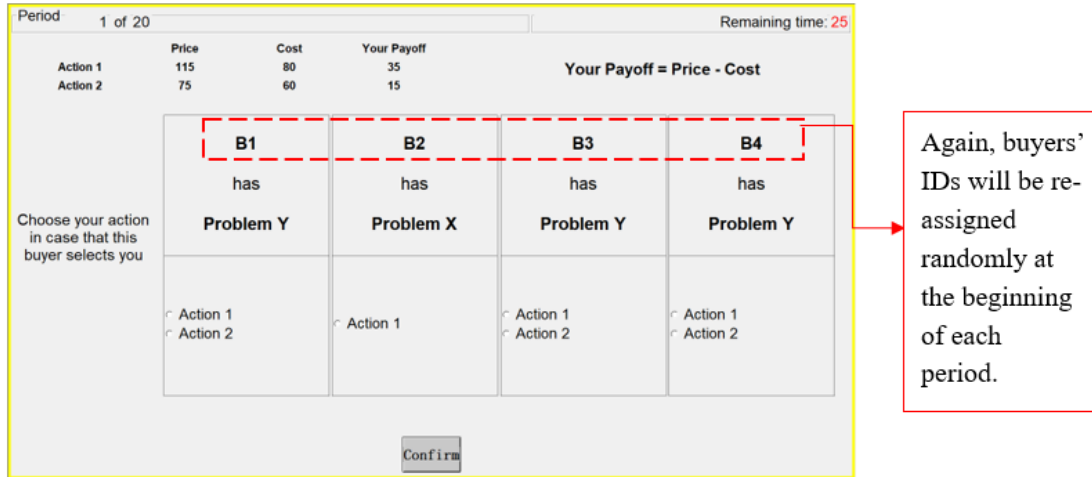 Period
1 of 20
Remaining time: 25
Price Cost Your Payoff
Action 1 115 80 35
Action 2 75 60 15
Your Payoff = Price - Cost
B1 B2 B3 B4
has has has has
Problem Y Problem X Problem Y Problem Y
Choose your action
in case that this
buyer selects you
Action 1
Action 2
Action 1
Action 1
Action 2
Action 1
Action 2
Confirm
Again, buyers’
IDs will be re-
assigned
randomly at
the beginning
of each
period.